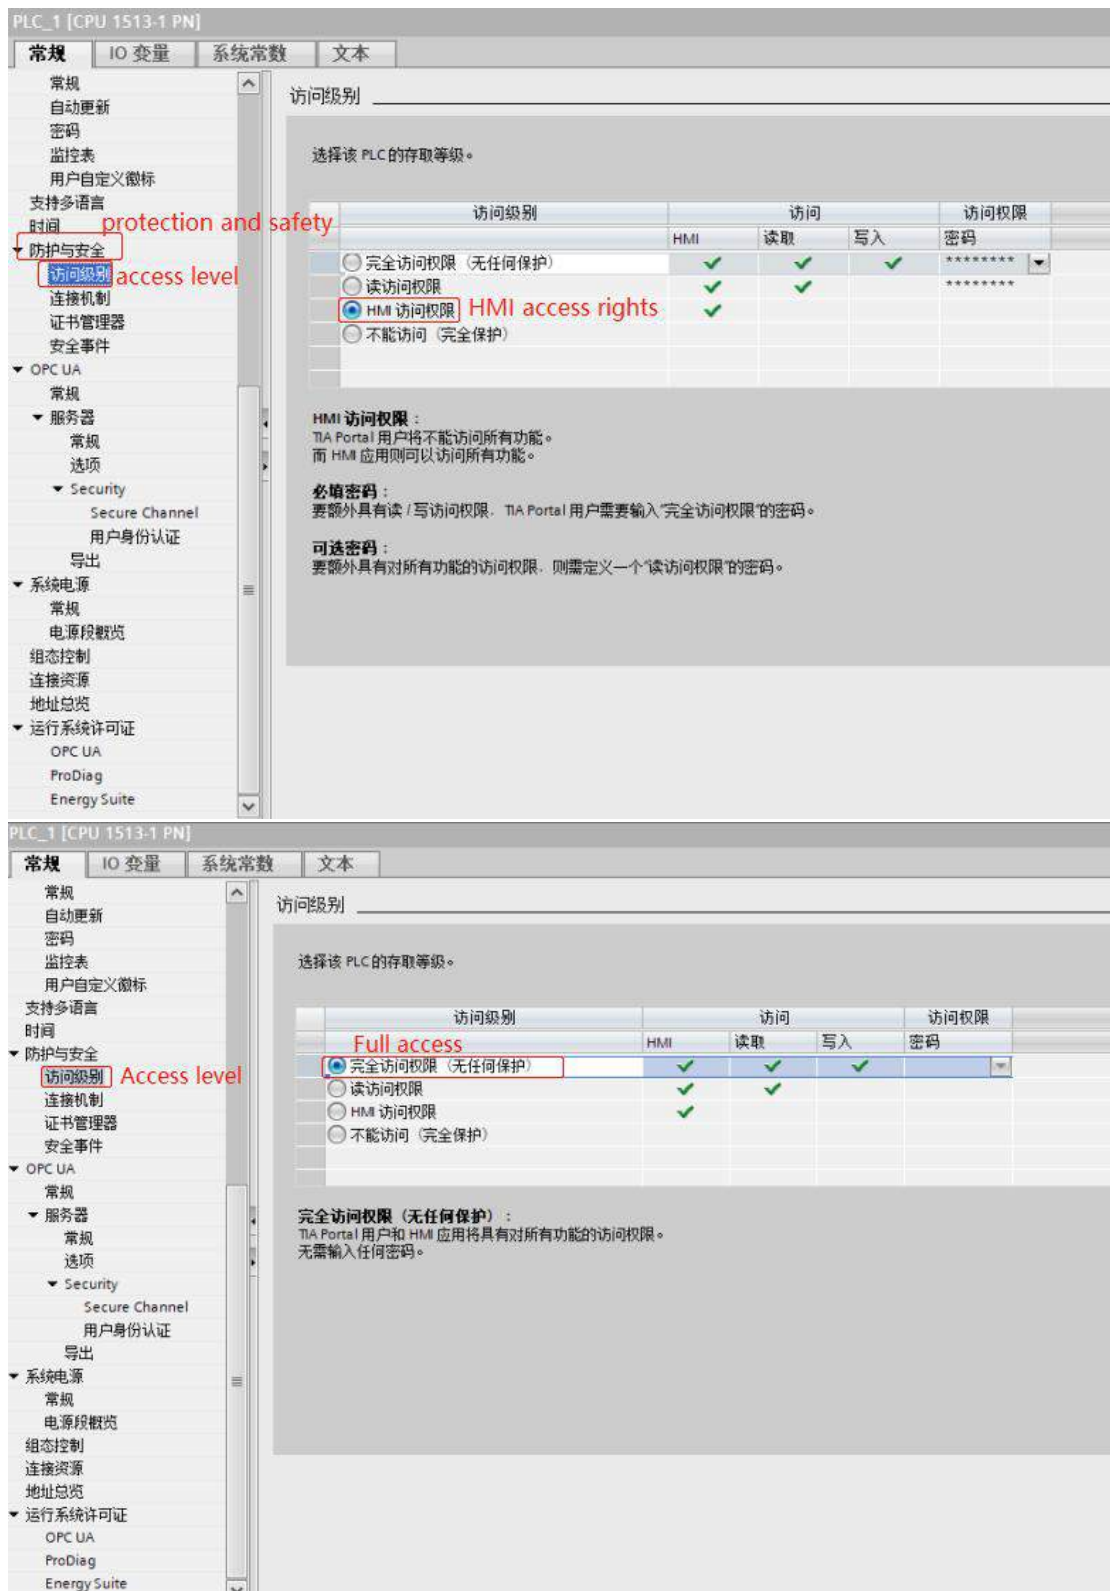 PLC_1 [CPU 1513-1 PN]
常规 IO 变量 系统常数 文本
常规
自动更新
密码
监控表
用户自定义徽标
支持多语言
时间
防护与安全
访问级别
连接机制
证书管理器
安全事件
OPC UA
常规
服务器
常规
选项
Security
Secure Channel
用户身份认证
导出
系统电源
常规
电源段概览
组态控制
连接资源
地址总览
运行系统许可证
OPC UA
ProDiag
Energy Suite
protection and safety
access level
访问级别
选择该 PLC 的存取等级。
访问级别 访问 访问权限
HMI 读取 写入 密码
完全访问权限（无任何保护） ********
读访问权限 ********
HMI 访问权限 HMI access rights
不能访问（完全保护）
HMI 访问权限：
TIA Portal 用户将不能访问所有功能。
而 HMI 应用则可以访问所有功能。
必填密码：
要额外具有读 / 写访问权限，TIA Portal 用户需要输入“完全访问权限”的密码。
可选密码：
要额外具有对所有功能的访问权限，则需定义一个“读访问权限”的密码。
PLC_1 [CPU 1513-1 PN]
常规 IO 变量 系统常数 文本
常规
自动更新
密码
监控表
用户自定义徽标
支持多语言
时间
防护与安全
访问级别 Access level
连接机制
证书管理器
安全事件
OPC UA
常规
服务器
常规
选项
Security
Secure Channel
用户身份认证
导出
系统电源
常规
电源段概览
组态控制
连接资源
地址总览
运行系统许可证
OPC UA
ProDiag
Energy Suite
访问级别
选择该 PLC 的存取等级。
访问级别 访问 访问权限
Full access HMI 读取 写入 密码
完全访问权限（无任何保护）
读访问权限
HMI 访问权限
不能访问（完全保护）
完全访问权限（无任何保护）：
TIA Portal 用户和 HMI 应用将具有对所有功能的访问权限。
无需输入任何密码。